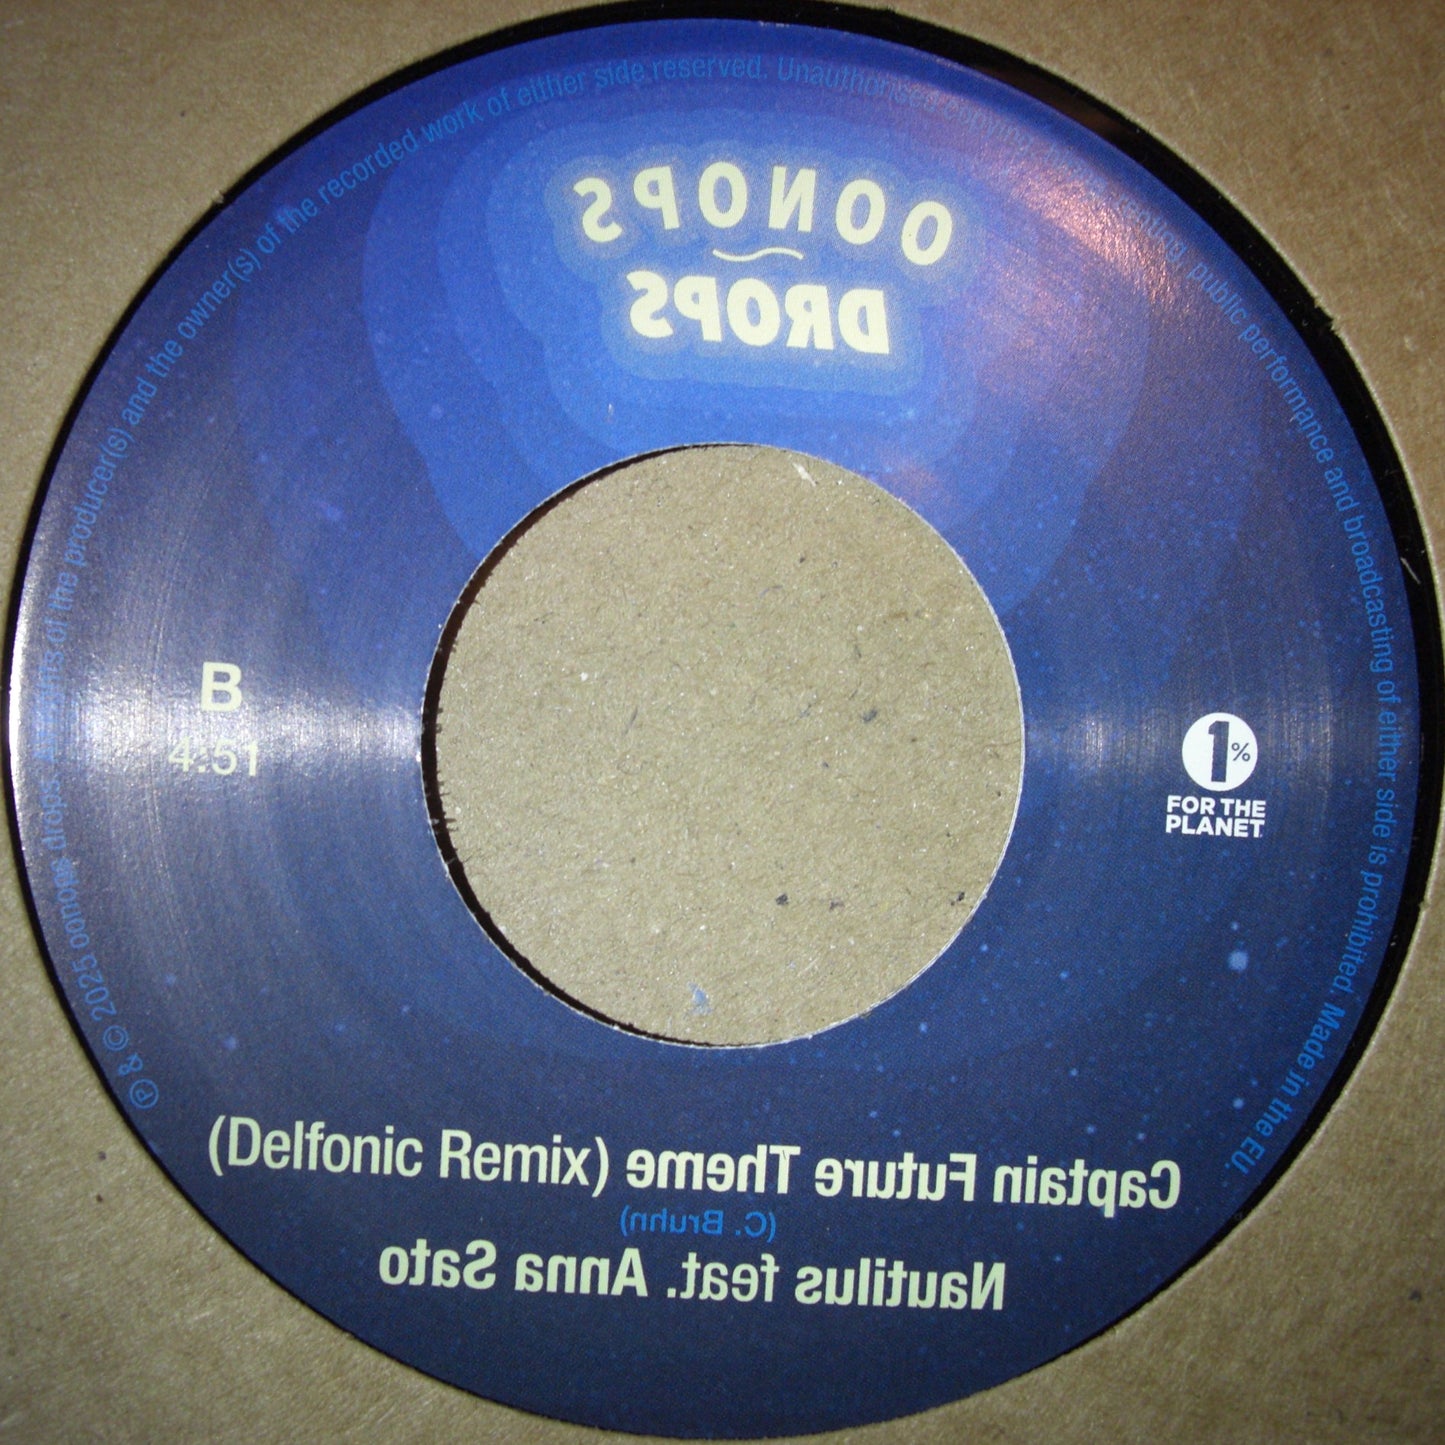 OONOPS
DROPS
B
4:51
1%
FOR THE
PLANET
Captain Future Theme (Delfonic Remix)
(C. Bruhn)
Nautilus feat. Anna Sato
Ⓟ & © 2025 oonops drops. All rights of the producer(s) and the owner(s) of the recorded work of either side reserved. Unauthorised copying, public performance and broadcasting of either side is prohibited. Made in the EU.